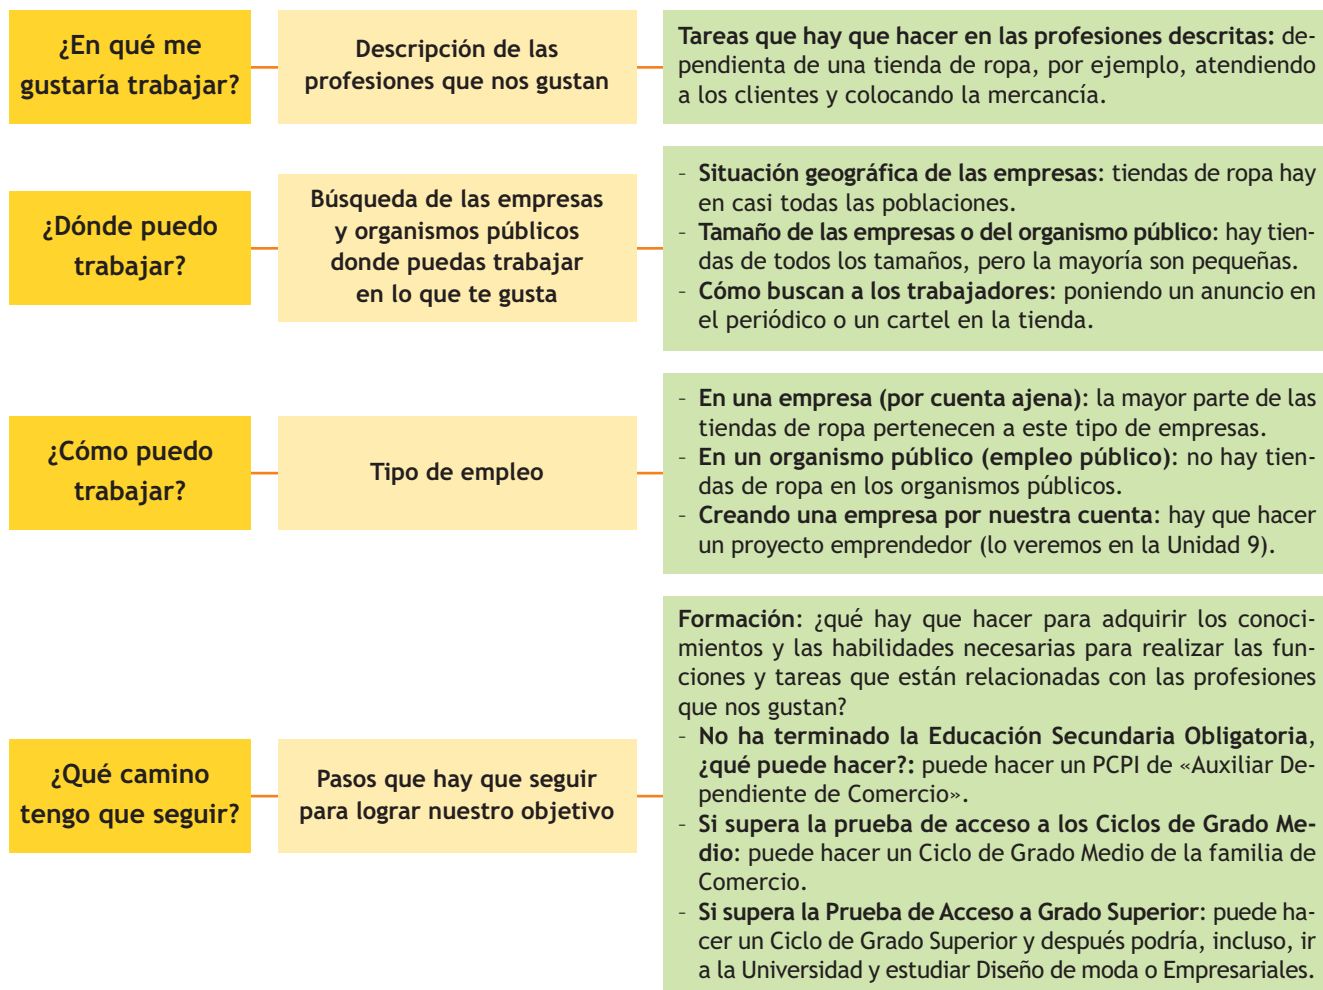 ¿En qué me
gustaría trabajar?
Descripción de las
profesiones que nos gustan
Tareas que hay que hacer en las profesiones descritas: de-
pendienta de una tienda de ropa, por ejemplo, atendiendo
a los clientes y colocando la mercancía.
¿Dónde puedo
trabajar?
Búsqueda de las empresas
y organismos públicos
donde puedas trabajar
en lo que te gusta
- Situación geográfica de las empresas: tiendas de ropa hay
en casi todas las poblaciones.
- Tamaño de las empresas o del organismo público: hay tien-
das de todos los tamaños, pero la mayoría son pequeñas.
- Cómo buscan a los trabajadores: poniendo un anuncio en
el periódico o un cartel en la tienda.
¿Cómo puedo
trabajar?
Tipo de empleo
- En una empresa (por cuenta ajena): la mayor parte de las
tiendas de ropa pertenecen a este tipo de empresas.
- En un organismo público (empleo público): no hay tien-
das de ropa en los organismos públicos.
- Creando una empresa por nuestra cuenta: hay que hacer
un proyecto emprendedor (lo veremos en la Unidad 9).
¿Qué camino
tengo que seguir?
Pasos que hay que seguir
para lograr nuestro objetivo
Formación: ¿qué hay que hacer para adquirir los conoci-
mientos y las habilidades necesarias para realizar las fun-
ciones y tareas que están relacionadas con las profesiones
que nos gustan?
- No ha terminado la Educación Secundaria Obligatoria,
¿qué puede hacer?: puede hacer un PCPI de «Auxiliar De-
pendiente de Comercio».
- Si supera la prueba de acceso a los Ciclos de Grado Me-
dio: puede hacer un Ciclo de Grado Medio de la familia de
Comercio.
- Si supera la Prueba de Acceso a Grado Superior: puede ha-
cer un Ciclo de Grado Superior y después podría, incluso, ir
a la Universidad y estudiar Diseño de moda o Empresariales.